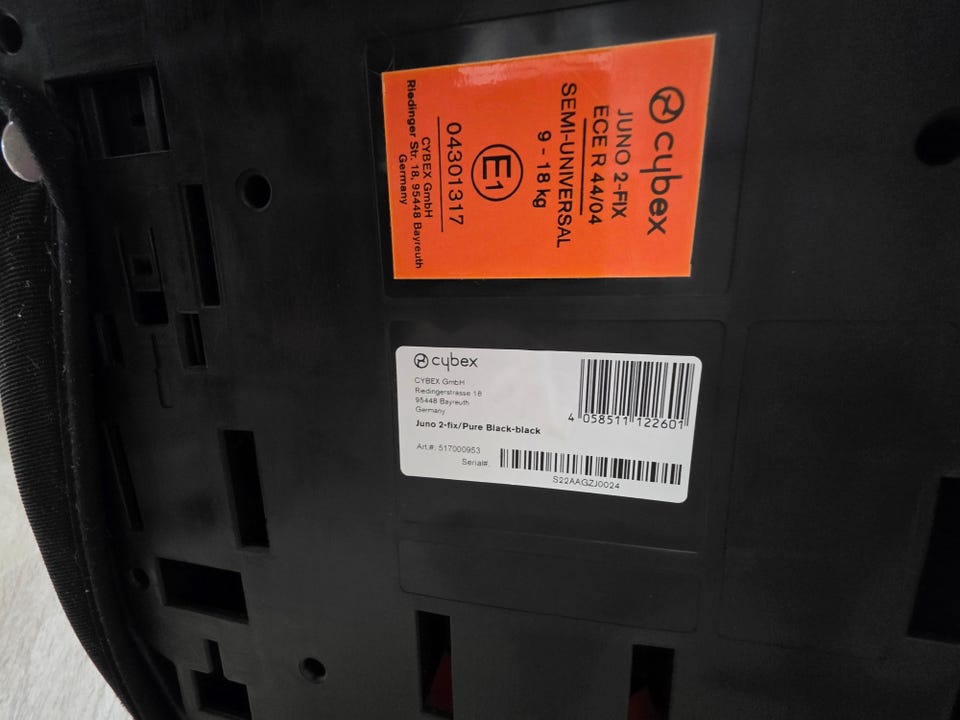 cybex
JUNO 2-FIX
ECE R 44/04
SEMI-UNIVERSAL
9 - 18 kg
E1
04301317
CYBEX GmbH
Riedinger Str. 18, 95448 Bayreuth
Germany
cybex
CYBEX GmbH
Riedingerstrasse 18
95448 Bayreuth
Germany
Juno 2-fix/Pure Black-black
Art.#: 517000953
Serial#:
S22AAGZJ0024
4 058511 122601